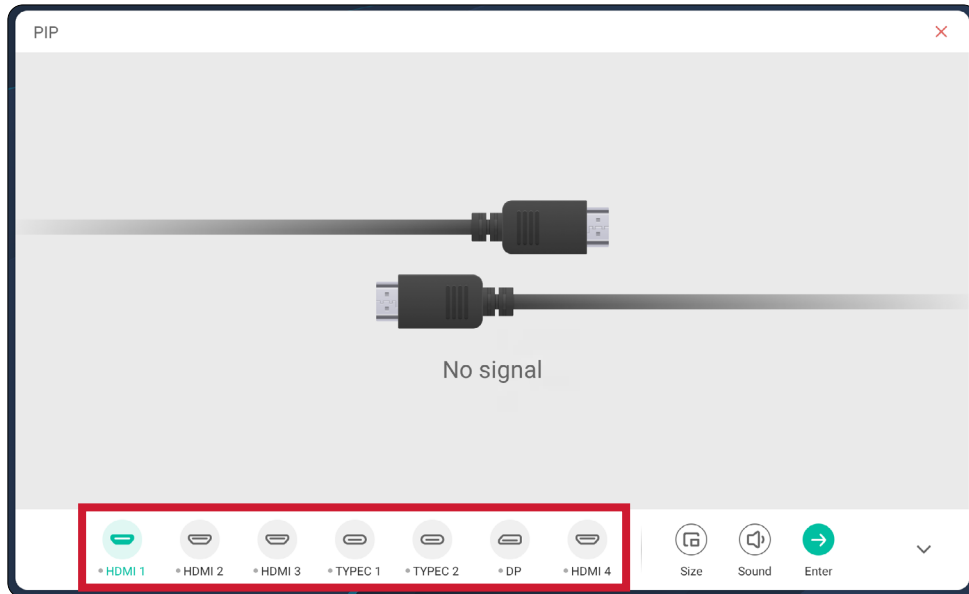 PIP
No signal
HDMI 1 HDMI 2 HDMI 3 TYPEC 1 TYPEC 2 DP HDMI 4 Size Sound Enter